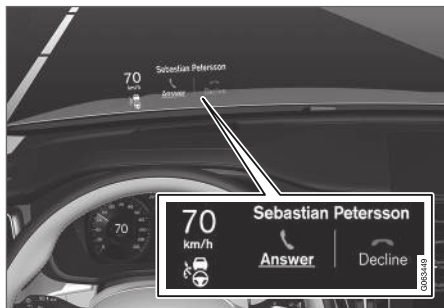 70
km/h
Sebastian Petersson
Answer
Decline
70
70
km/h
Sebastian Petersson
Answer
Decline
G063449